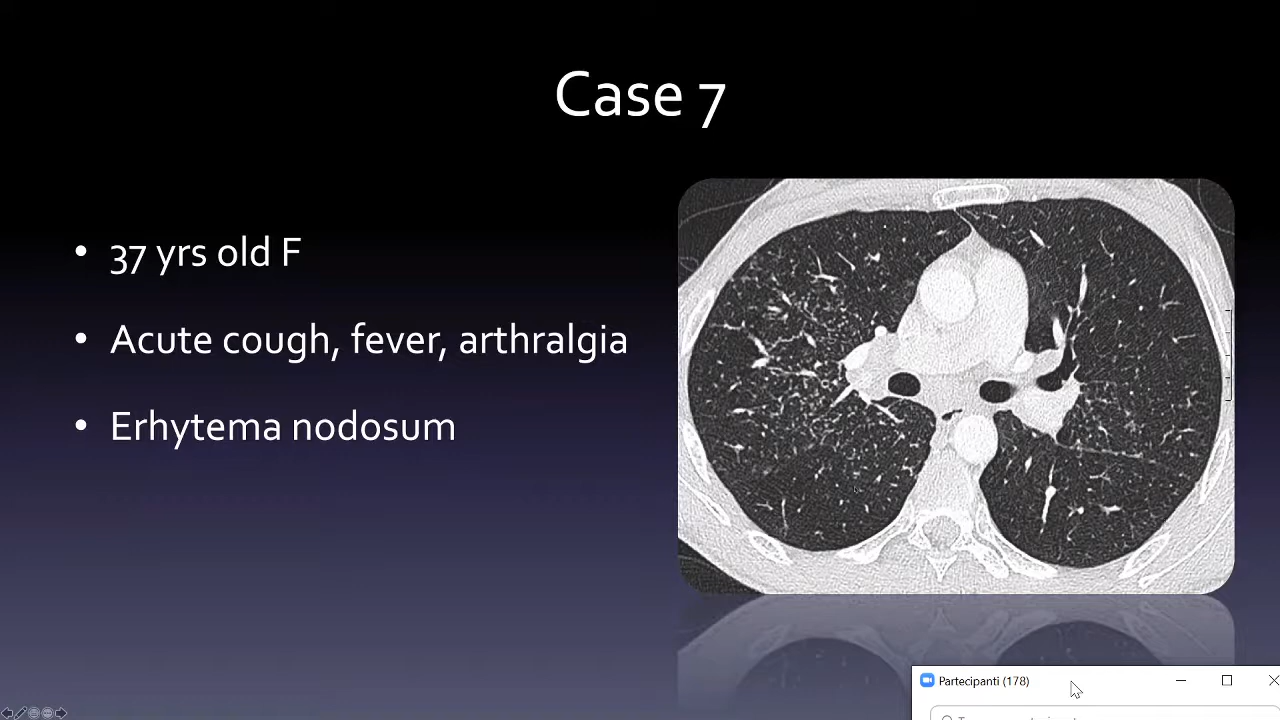 Case 7
• 37 yrs old F
• Acute cough, fever, arthralgia
• Erhytema nodosum
Partecipanti (178)